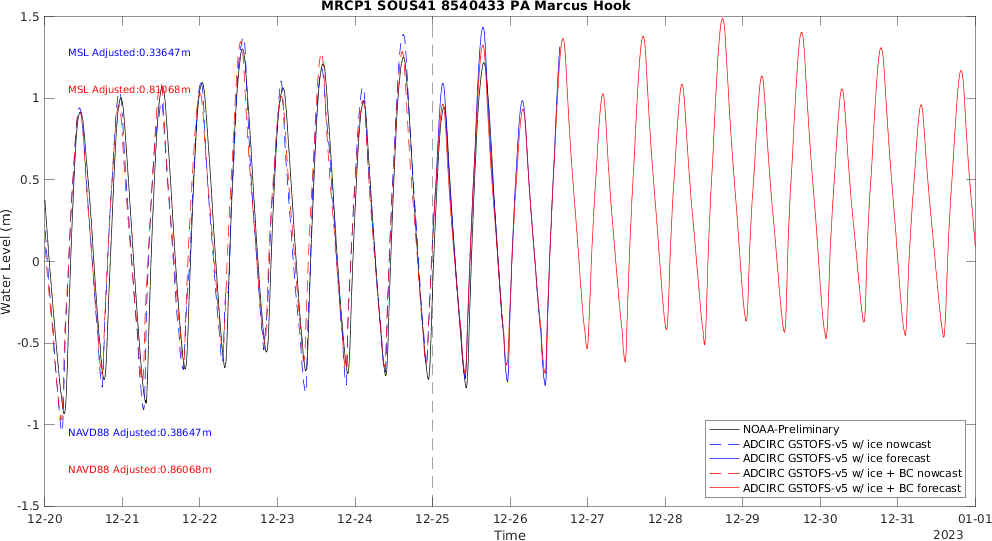 MRCP1 SOUS41 8540433 PA Marcus Hook
Water Level (m)
1.5
1
0.5
0
-0.5
-1
-1.5
MSL Adjusted:0.33647m
MSL Adjusted:0.81068m
NAVD88 Adjusted:0.38647m
NAVD88 Adjusted:0.86068m
NOAA-Preliminary
ADCIRC GSTOFS-v5 w/ ice nowcast
ADCIRC GSTOFS-v5 w/ ice forecast
ADCIRC GSTOFS-v5 w/ ice + BC nowcast
ADCIRC GSTOFS-v5 w/ ice + BC forecast
12-20 12-21 12-22 12-23 12-24 12-25 12-26 12-27 12-28 12-29 12-30 12-31 01-01
Time
2023